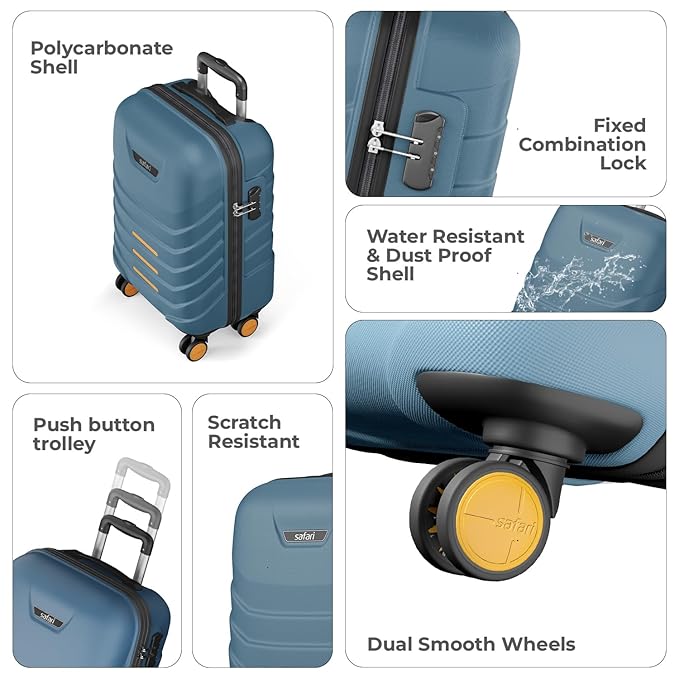 Polycarbonate
Shell
safari
Fixed
Combination
Lock
Water Resistant
& Dust Proof
Shell
safari
Push button
trolley
safari
Scratch
Resistant
safari
safari
Dual Smooth Wheels